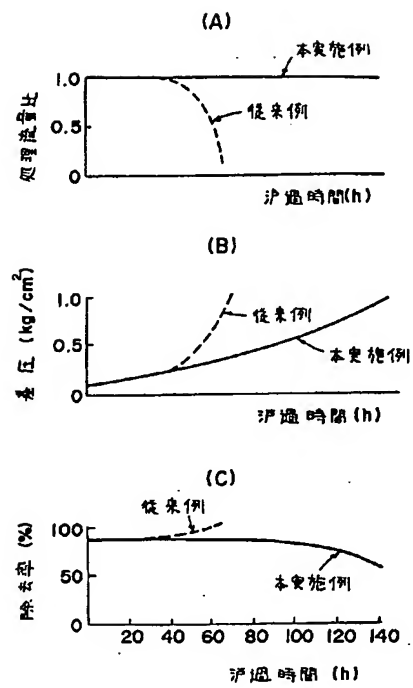 (A)
本実施例
処理流量比
1.0
0.5
0
従来例
沪過時間(h)
(B)
差圧 (kg/cm²)
1.0
0.5
0
従来例
本実施例
沪過時間(h)
(C)
除去率 (%)
100
50
0
従来例
本実施例
20 40 60 80 100 120 140
沪過時間(h)